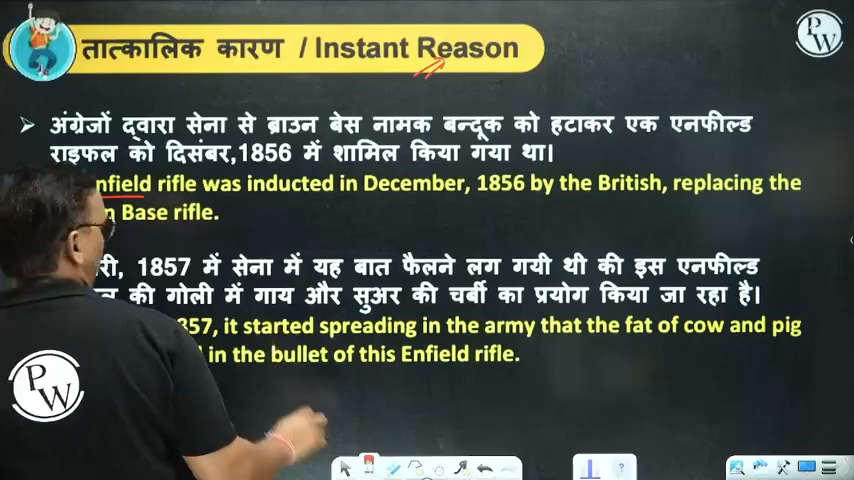 तात्कालिक कारण / Instant Reason
PW
अंग्रेजों द्वारा सेना से ब्राउन बेस नामक बन्दूक को हटाकर एक एनफील्ड
राइफल को दिसंबर,1856 में शामिल किया गया था।
nfield rifle was inducted in December, 1856 by the British, replacing the
Base rifle.
1857 में सेना में यह बात फैलने लग गयी थी की इस एनफील्ड
की गोली में गाय और सुअर की चर्बी का प्रयोग किया जा रहा है।
857, it started spreading in the army that the fat of cow and pig
in the bullet of this Enfield rifle.
PW